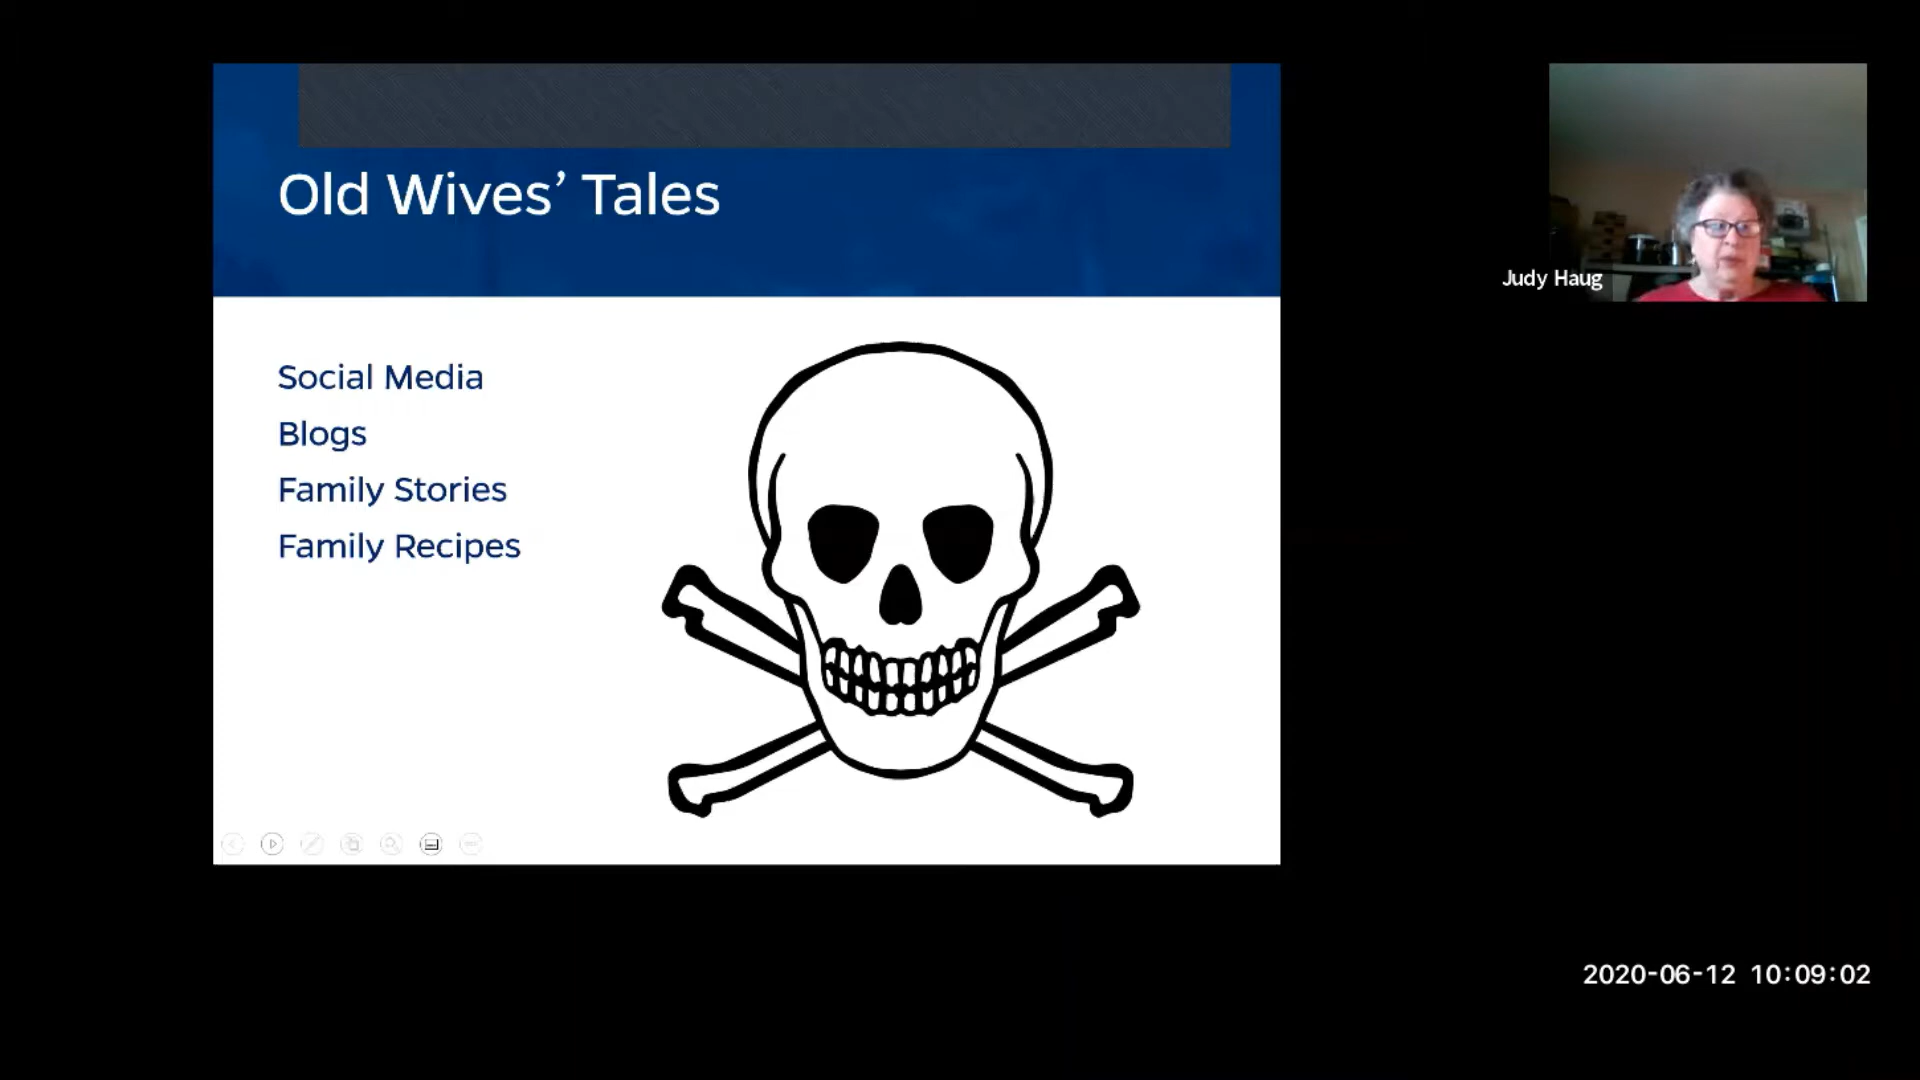 Old Wives’ Tales
Social Media
Blogs
Family Stories
Family Recipes
Judy Haug
2020-06-12 10:09:02